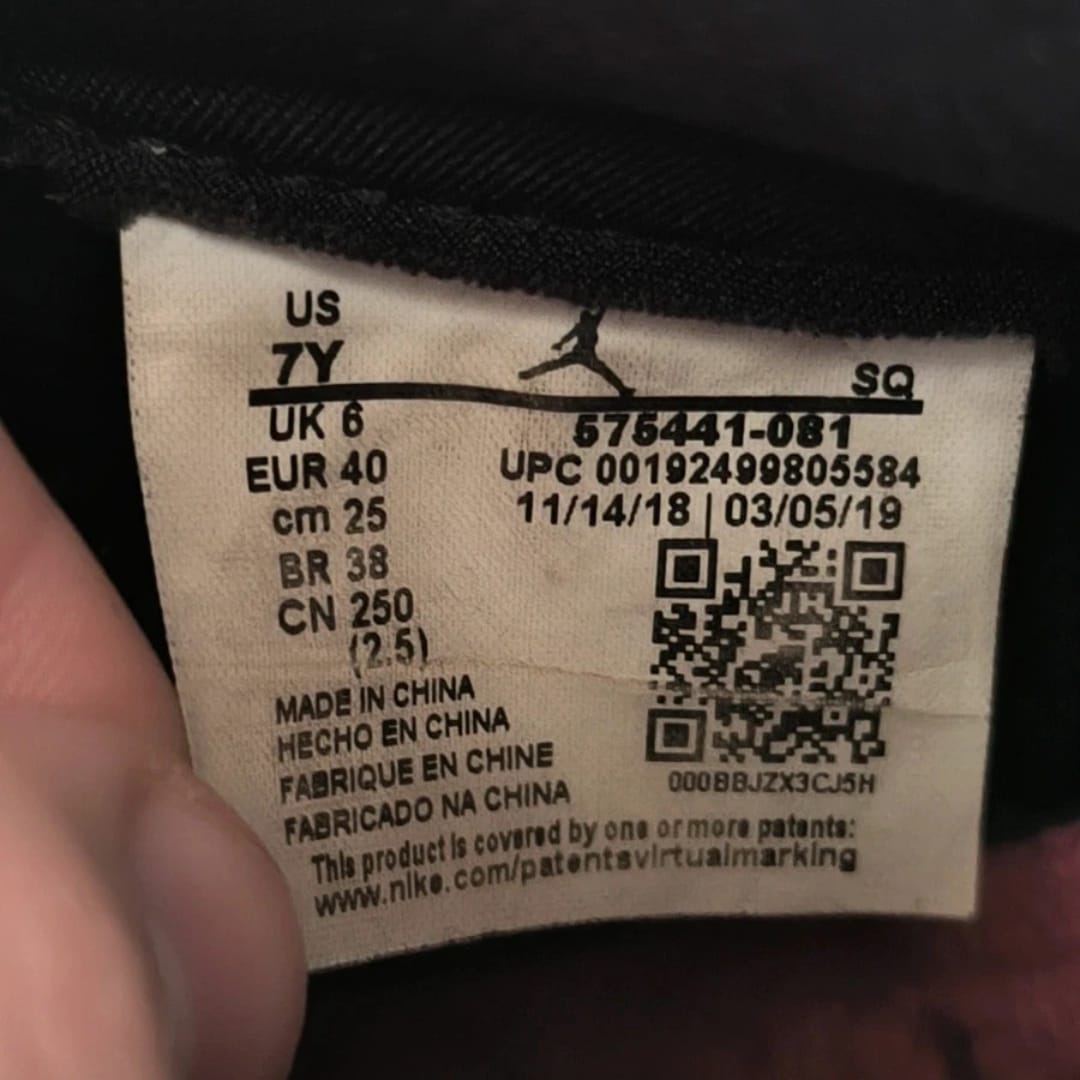 US
7Y
SQ
UK 6
575441-081
EUR 40
UPC 00192499805584
cm 25
11/14/18 | 03/05/19
BR 38
CN 250
(2.5)
MADE IN CHINA
HECHO EN CHINA
FABRIQUE EN CHINE
FABRICADO NA CHINA
000BBJZX3CJ5H
This product is covered by one or more patents:
www.nike.com/patentsvirtualmarking